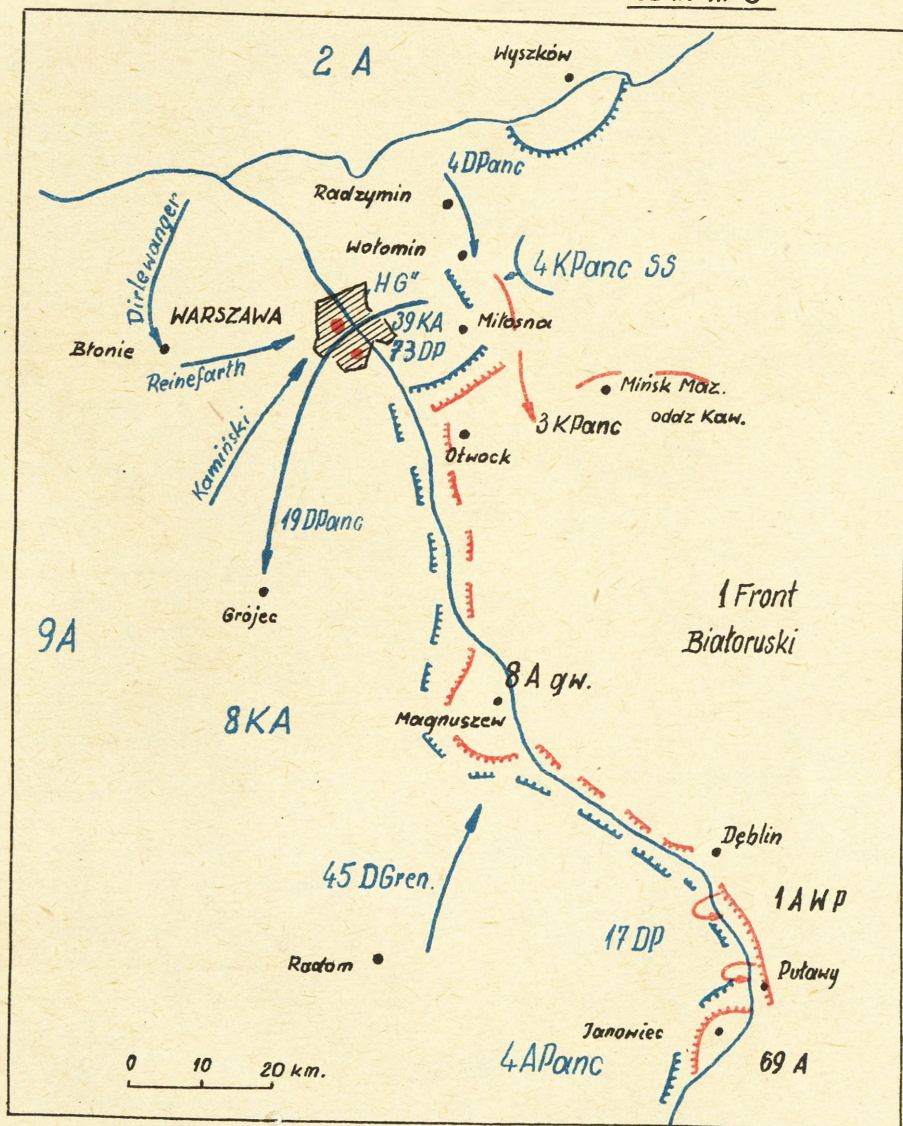 2 A
Wyszków
4 DPanc
Radzymin
Wołomin
4 KPanc SS
Dirlewanger
HG"
WARSZAWA
39 KA
Miłosna
73 DP
Błonie
Reinefarth
Mińsk Maz.
oddz Kaw.
3 KPanc
Otwock
Kamiński
19 DPanc
Grójec
1 Front
Białoruski
9A
8 A gw.
Magnuszew
8 KA
Dęblin
45 DGren.
1 A W P
17 DP
Radom
Puławy
Janowiec
4 APanc
69 A
0 10 20 km.